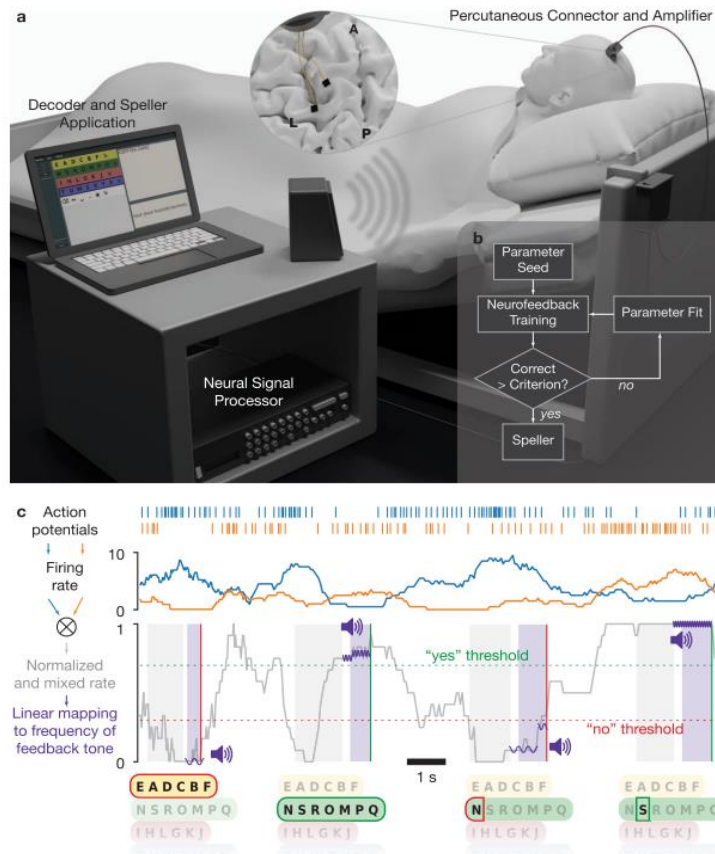 a
Percutaneous Connector and Amplifier
A
L
P
Decoder and Speller
Application
E A D C B F
Neural Signal
Processor
b
Parameter
Seed
Neurofeedback
Training
Parameter Fit
Correct
> Criterion?
no
yes
Speller
c
Action
potentials
Firing
rate
10
0
1
0
Normalized
and mixed rate
Linear mapping
to frequency of
feedback tone
"yes" threshold
"no" threshold
1 s
E A D C B F
E A D C B F
E A D C B F
E A D C B F
N S R O M P Q
N S R O M P Q
N S R O M P Q
N S R O M P Q
I H L G K J
I H L G K J
I H L G K J
I H L G K J